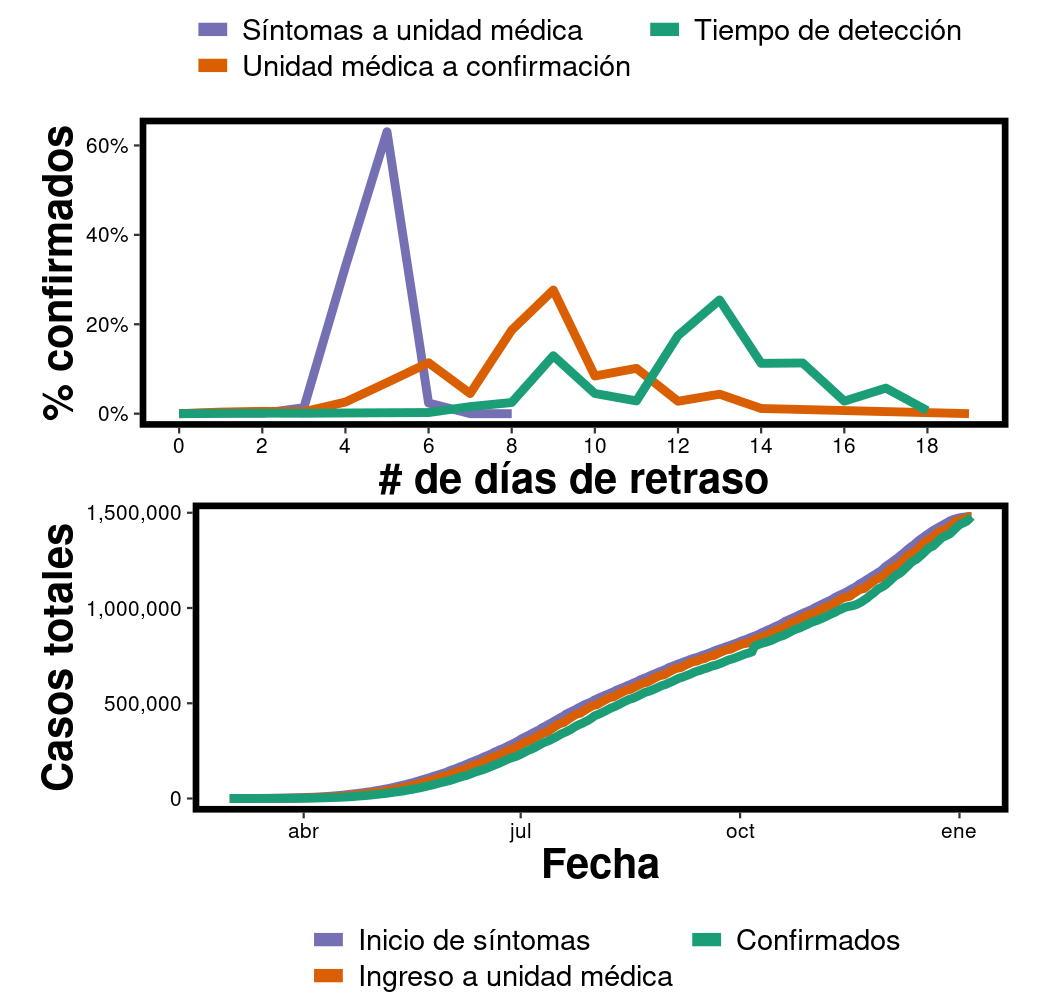 Síntomas a unidad médica
Tiempo de detección
Unidad médica a confirmación
% confirmados
60%
40%
20%
0%
0 2 4 6 8 10 12 14 16 18
# de días de retraso
Casos totales
1,500,000
1,000,000
500,000
0
abr jul oct ene
Fecha
Inicio de síntomas
Confirmados
Ingreso a unidad médica